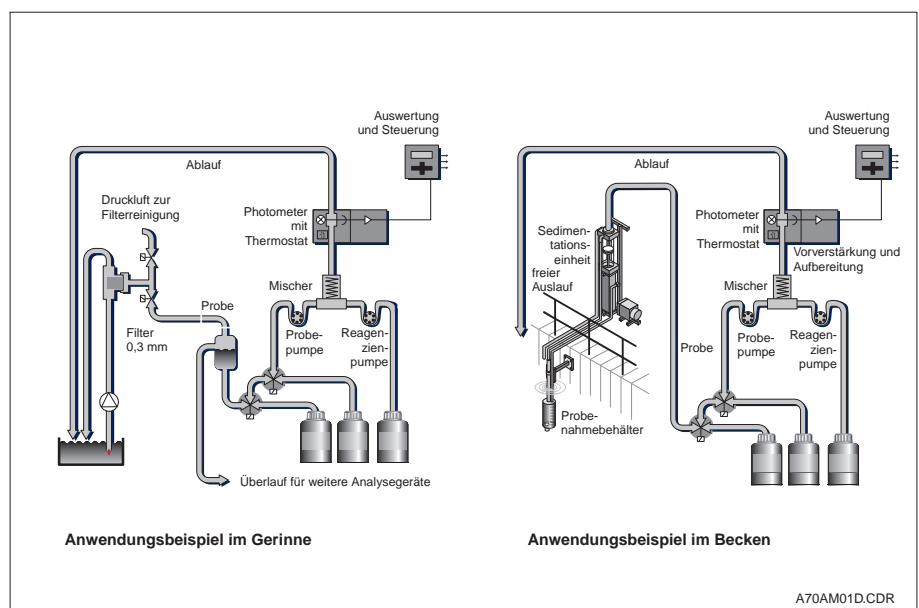 Auswertung
und Steuerung
Ablauf
Druckluft zur
Filterreinigung
Photometer
mit
Thermostat
Mischer
Probe
Filter
0,3 mm
Probe-
pumpe
Reagen-
zien-
pumpe
Überlauf für weitere Analysegeräte
Anwendungsbeispiel im Gerinne
Auswertung
und Steuerung
Ablauf
Photometer
mit
Thermostat
Sedimen-
tations-
einheit
freier
Auslauf
Vorverstärkung und
Aufbereitung
Mischer
Probe
Probe-
pumpe
Reagen-
zien-
pumpe
Probe-
nahmebehälter
Anwendungsbeispiel im Becken
A70AM01D.CDR